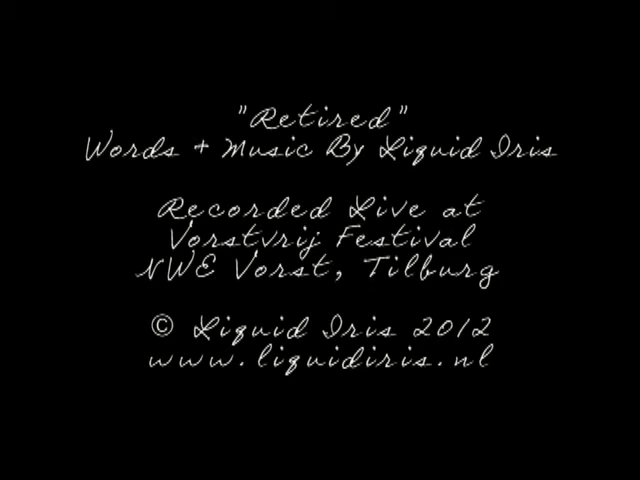 "Retired"
Words + Music By Liquid Iris
Recorded Live at
Vorstvrij Festival
NWE Vorst, Tilburg
© Liquid Iris 2012
www.liquidiris.nl